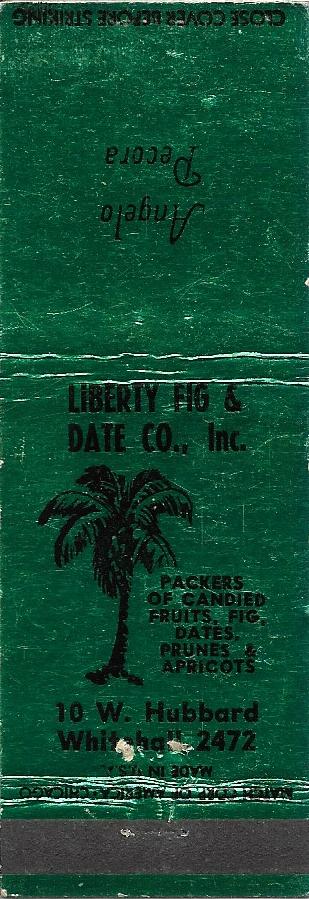 CLOSE COVER BEFORE STRIKING
Angelo
Pecora
LIBERTY FIG &
DATE CO., Inc.
PACKERS
OF CANDIED
FRUITS, FIG,
DATES,
PRUNES &
APRICOTS
10 W. Hubbard
Whitehall 2472
MADE IN U.S.A.
MATCH CORP. OF AMERICA, CHICAGO